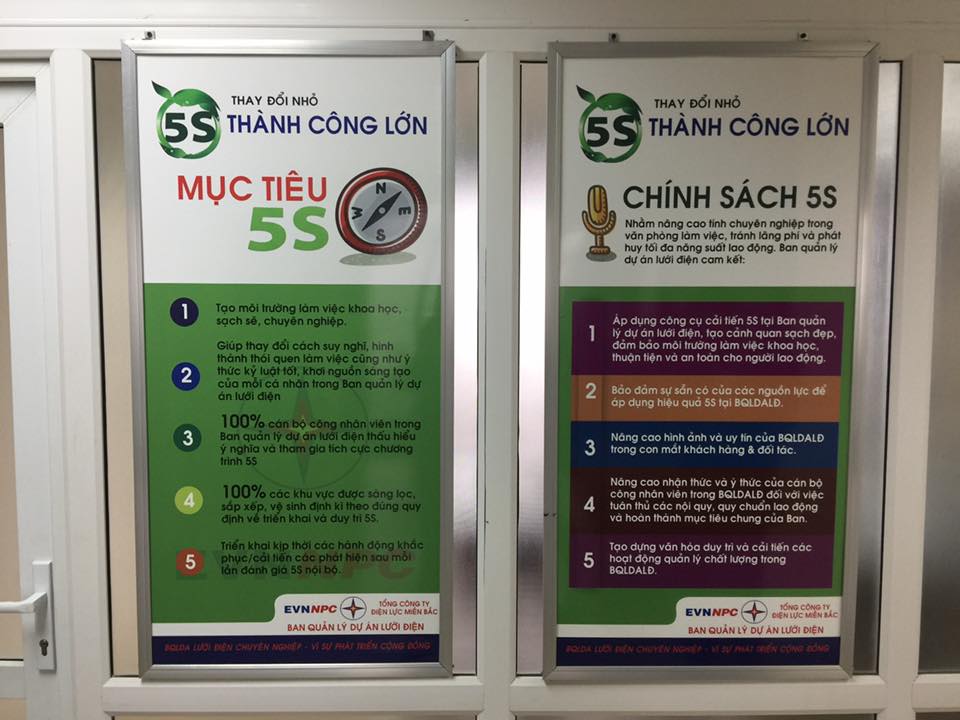 5S
THAY ĐỔI NHỎ
THÀNH CÔNG LỚN
MỤC TIÊU
5S
N
E
S
W
1
Tạo môi trường làm việc khoa học,
sạch sẽ, chuyên nghiệp.
2
Giúp thay đổi cách suy nghĩ, hình
thành thói quen làm việc cũng như ý
thức kỷ luật tốt, khơi nguồn sáng tạo
của mỗi cá nhân trong Ban quản lý dự
án lưới điện
3
100% cán bộ công nhân viên trong
Ban quản lý dự án lưới điện thấu hiểu
ý nghĩa và tham gia tích cực chương
trình 5S
4
100% các khu vực được sàng lọc,
sắp xếp, vệ sinh định kì theo đúng quy
định về triển khai và duy trì 5S.
5
Triển khai kịp thời các hành động khắc
phục/cải tiến các phát hiện sau mỗi
lần đánh giá 5S nội bộ.
EVNNPC
EVNNPC
TỔNG CÔNG TY
ĐIỆN LỰC MIỀN BẮC
BAN QUẢN LÝ DỰ ÁN LƯỚI ĐIỆN
BQLDA LƯỚI ĐIỆN CHUYÊN NGHIỆP - VÌ SỰ PHÁT TRIỂN CỘNG ĐỒNG
5S
THAY ĐỔI NHỎ
THÀNH CÔNG LỚN
CHÍNH SÁCH 5S
Nhằm nâng cao tính chuyên nghiệp trong
văn phòng làm việc, tránh lãng phí và phát
huy tối đa năng suất lao động. Ban quản lý
dự án lưới điện cam kết:
1
Áp dụng công cụ cải tiến 5S tại Ban quản
lý dự án lưới điện, tạo cảnh quan sạch đẹp,
đảm bảo môi trường làm việc khoa học,
thuận tiện và an toàn cho người lao động.
2
Bảo đảm sự sẵn có của các nguồn lực để
áp dụng hiệu quả 5S tại BQLDALĐ.
3
Nâng cao hình ảnh và uy tín của BQLDALĐ
trong con mắt khách hàng & đối tác.
4
Nâng cao nhận thức và ý thức của cán bộ
công nhân viên trong BQLDALĐ đối với việc
tuân thủ các nội quy, quy chuẩn lao động
và hoàn thành mục tiêu chung của Ban.
5
Tạo dựng văn hóa duy trì và cải tiến các
hoạt động quản lý chất lượng trong
BQLDALĐ.
EVNNPC
TỔNG CÔNG TY
ĐIỆN LỰC MIỀN BẮC
BAN QUẢN LÝ DỰ ÁN LƯỚI ĐIỆN
BQLDA LƯỚI ĐIỆN CHUYÊN NGHIỆP - VÌ SỰ PHÁT TRIỂN CỘNG ĐỒNG